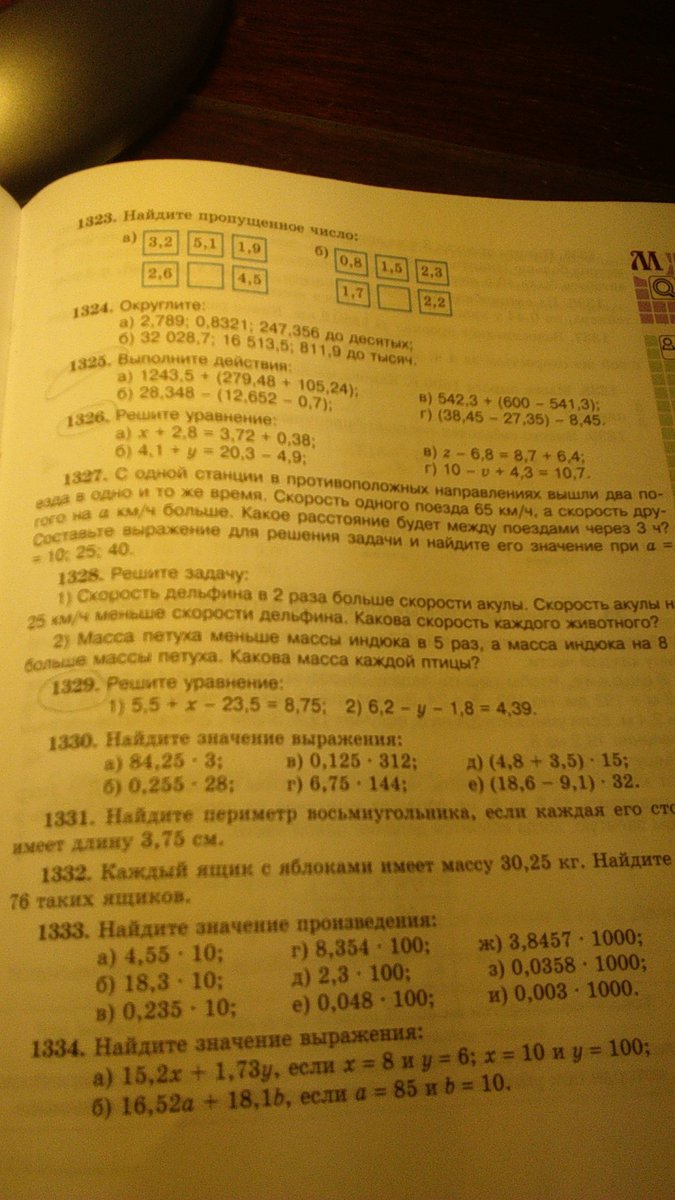 1323. Найдите пропущенное число:
а) 3,2 5,1 1,9 б) 0,8 1,5 2,3
2,6 4,5 1,7 2,2
1324. Округлите:
а) 2,789; 0,8321; 247,356 до десятых;
б) 32 028,7; 16 513,5; 811,9 до тысяч.
1325. Выполните действия:
а) 1243,5 + (279,48 + 105,24); в) 542,3 + (600 − 541,3);
б) 28,348 − (12,652 − 0,7); г) (38,45 − 27,35) − 8,45.
1326. Решите уравнение:
а) x + 2,8 = 3,72 + 0,38; в) z − 6,8 = 8,7 + 6,4;
б) 4,1 + y = 20,3 − 4,9; г) 10 − v + 4,3 = 10,7.
1327. С одной станции в противоположных направлениях вышли два по-
езда в одно и то же время. Скорость одного поезда 65 км/ч, а скорость дру-
гого на a км/ч больше. Какое расстояние будет между поездами через 3 ч?
Составьте выражение для решения задачи и найдите его значение при a =
= 10; 25; 40.
1328. Решите задачу:
1) Скорость дельфина в 2 раза больше скорости акулы. Скорость акулы н
25 км/ч меньше скорости дельфина. Какова скорость каждого животного?
2) Масса петуха меньше массы индюка в 5 раз, а масса индюка на 8
больше массы петуха. Какова масса каждой птицы?
1329. Решите уравнение:
1) 5,5 + x − 23,5 = 8,75; 2) 6,2 − y − 1,8 = 4,39.
1330. Найдите значение выражения:
а) 84,25 · 3; в) 0,125 · 312; д) (4,8 + 3,5) · 15;
б) 0,255 · 28; г) 6,75 · 144; е) (18,6 − 9,1) · 32.
1331. Найдите периметр восьмиугольника, если каждая его сто
имеет длину 3,75 см.
1332. Каждый ящик с яблоками имеет массу 30,25 кг. Найдите
76 таких ящиков.
1333. Найдите значение произведения:
а) 4,55 · 10; г) 8,354 · 100; ж) 3,8457 · 1000;
б) 18,3 · 10; д) 2,3 · 100; з) 0,0358 · 1000;
в) 0,235 · 10; е) 0,048 · 100; и) 0,003 · 1000.
1334. Найдите значение выражения:
а) 15,2x + 1,73y, если x = 8 и y = 6; x = 10 и y = 100;
б) 16,52a + 18,1b, если a = 85 и b = 10.
М